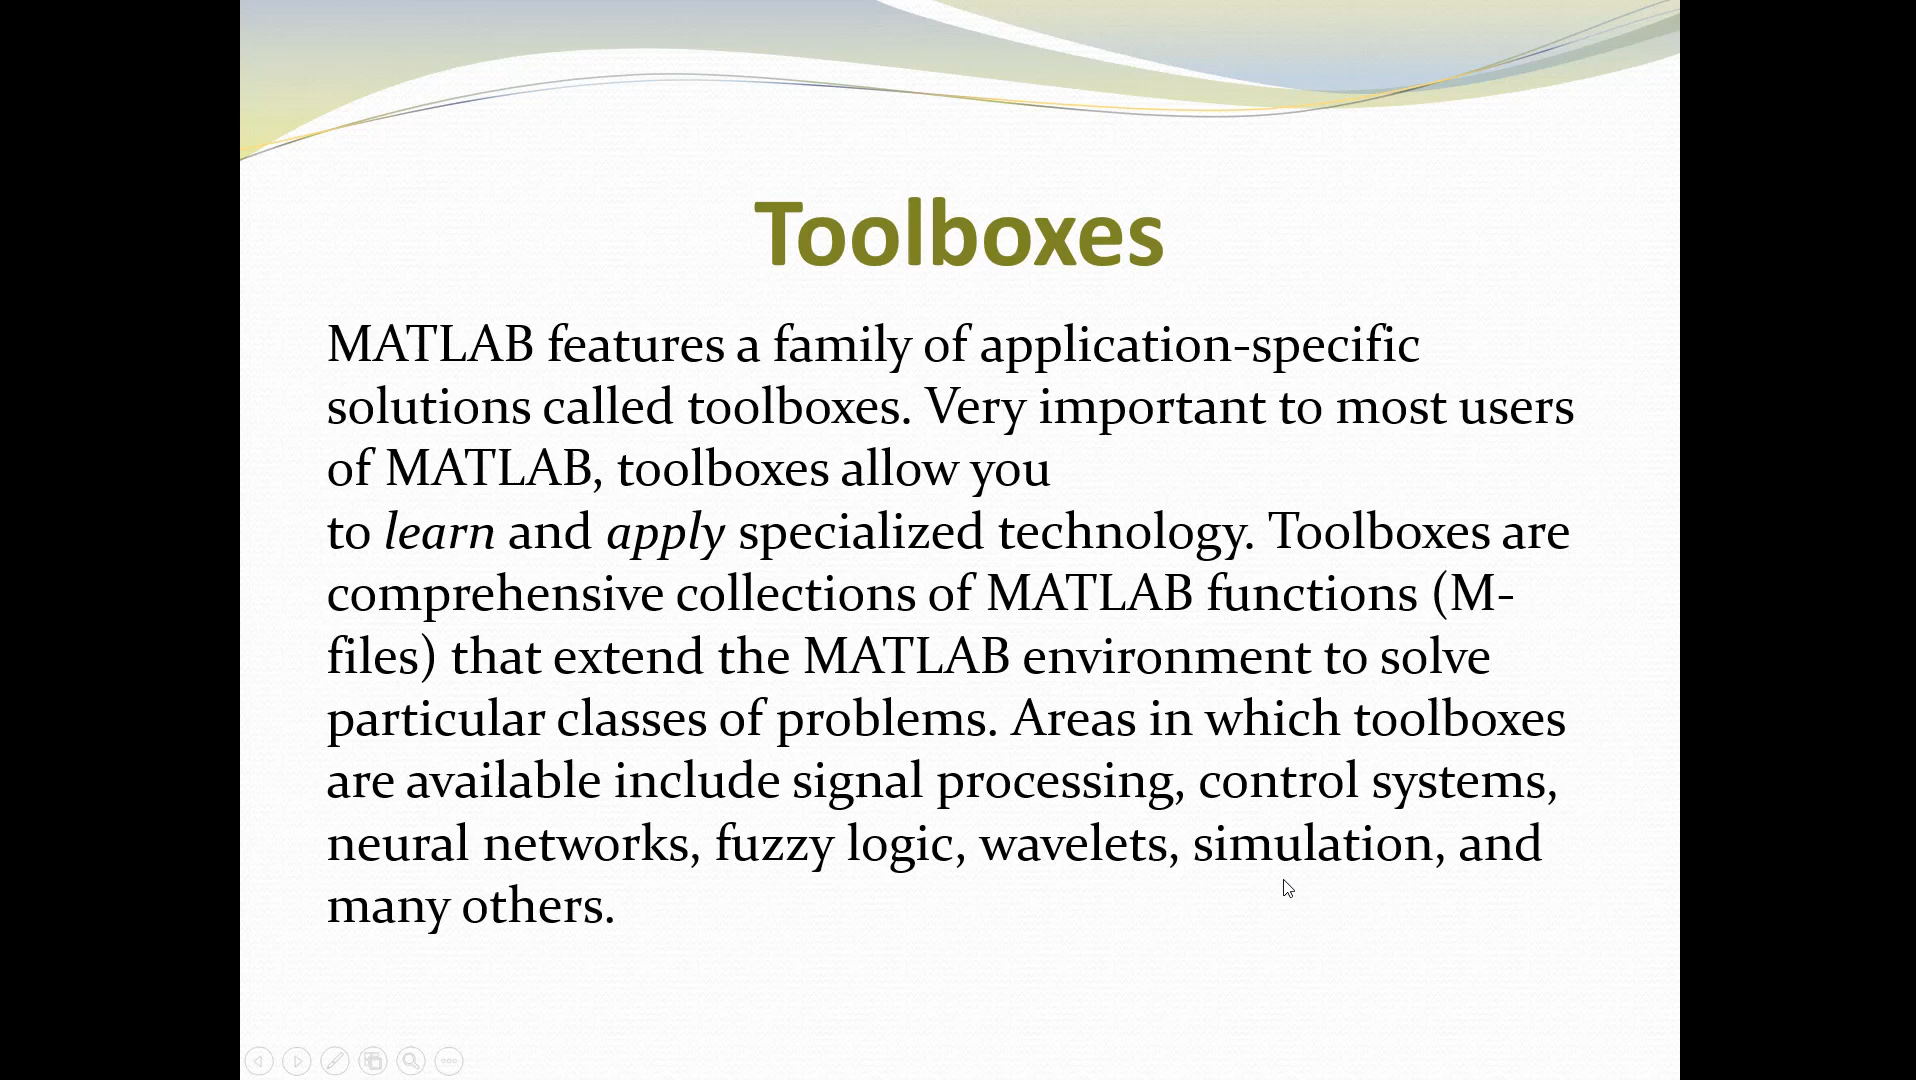 Toolboxes
MATLAB features a family of application-specific
solutions called toolboxes. Very important to most users
of MATLAB, toolboxes allow you
to learn and apply specialized technology. Toolboxes are
comprehensive collections of MATLAB functions (M-
files) that extend the MATLAB environment to solve
particular classes of problems. Areas in which toolboxes
are available include signal processing, control systems,
neural networks, fuzzy logic, wavelets, simulation, and
many others.